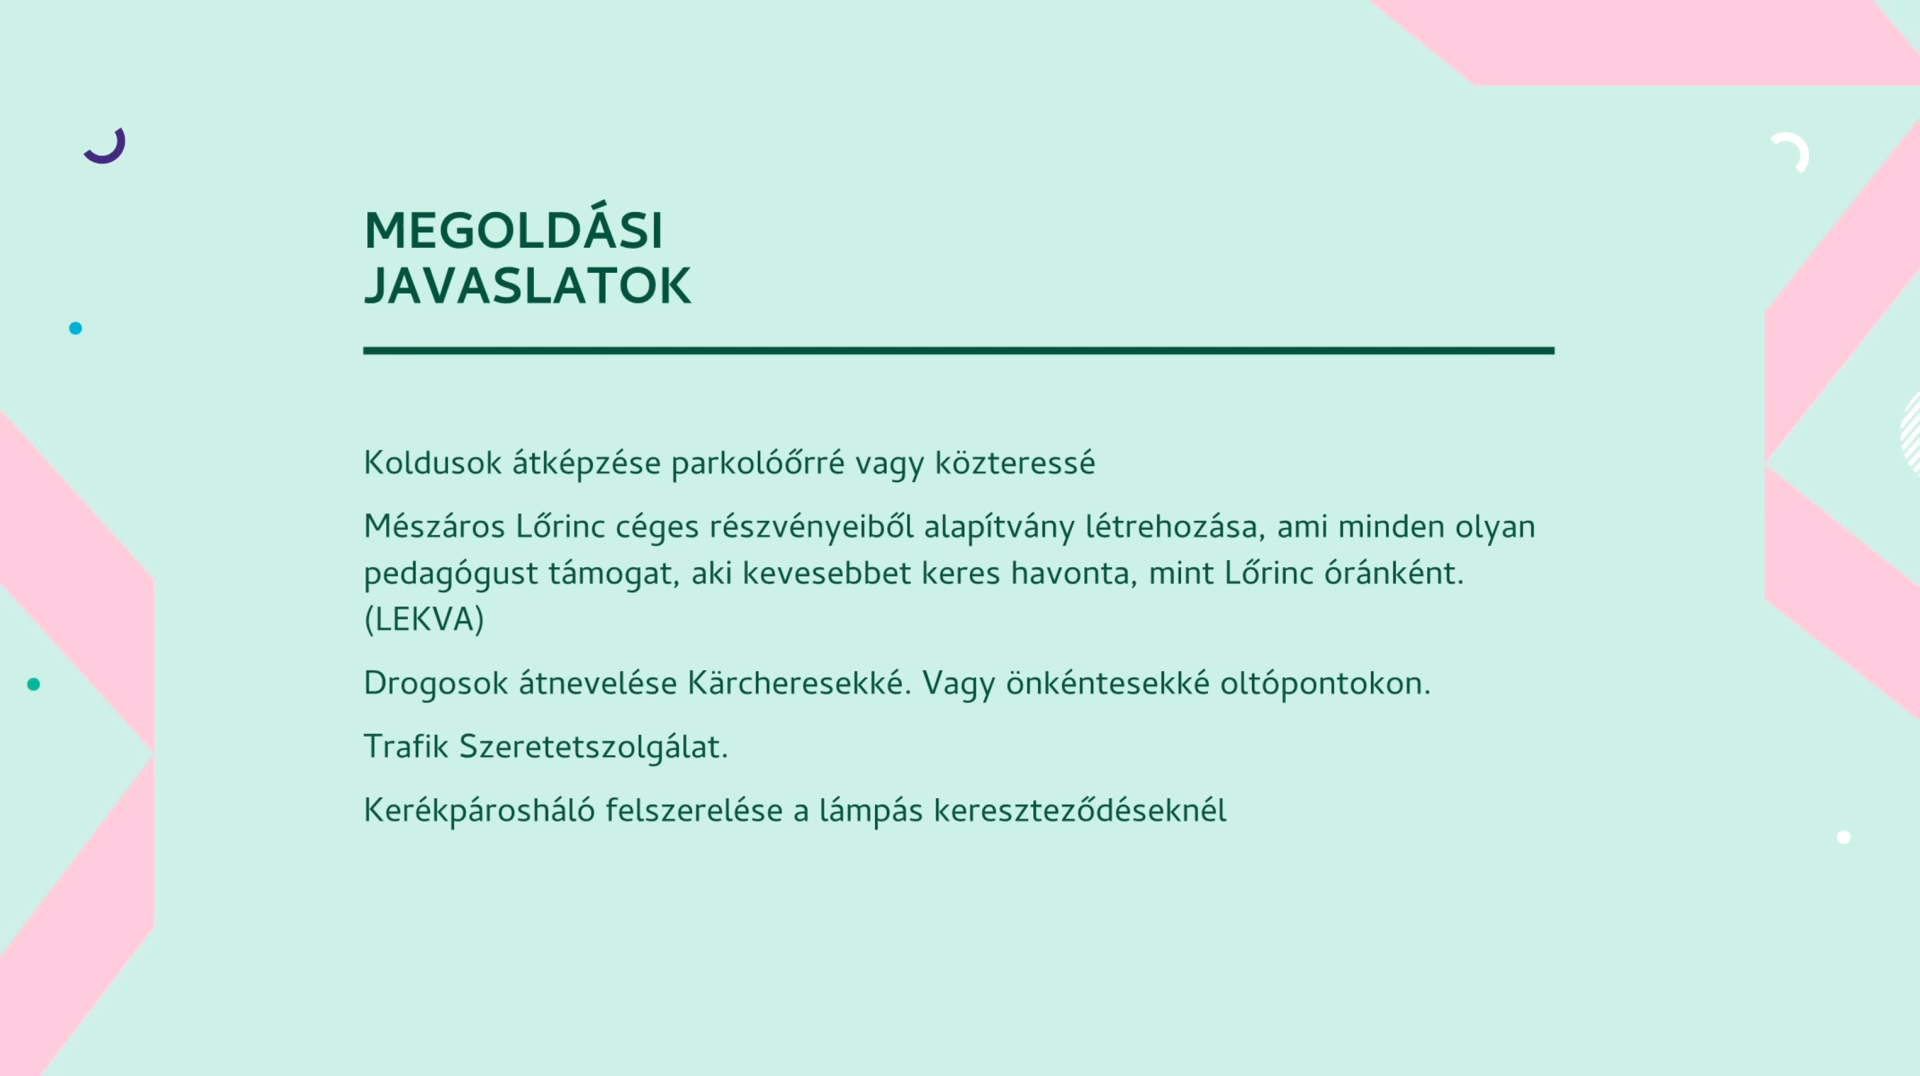 MEGOLDÁSI
JAVASLATOK
Koldusok átképzése parkolóőrré vagy közteressé
Mészáros Lőrinc céges részvényeiből alapítvány létrehozása, ami minden olyan
pedagógust támogat, aki kevesebbet keres havonta, mint Lőrinc óránként.
(LEKVA)
Drogosok átnevelése Kärcheresekké. Vagy önkéntesekké oltópontokon.
Trafik Szeretetszolgálat.
Kerékpárosháló felszerelése a lámpás kereszteződéseknél